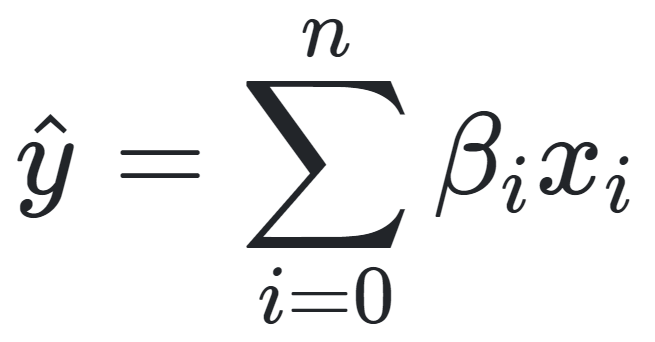 ŷ = ∑_{i=0}^{n} β_i x_i